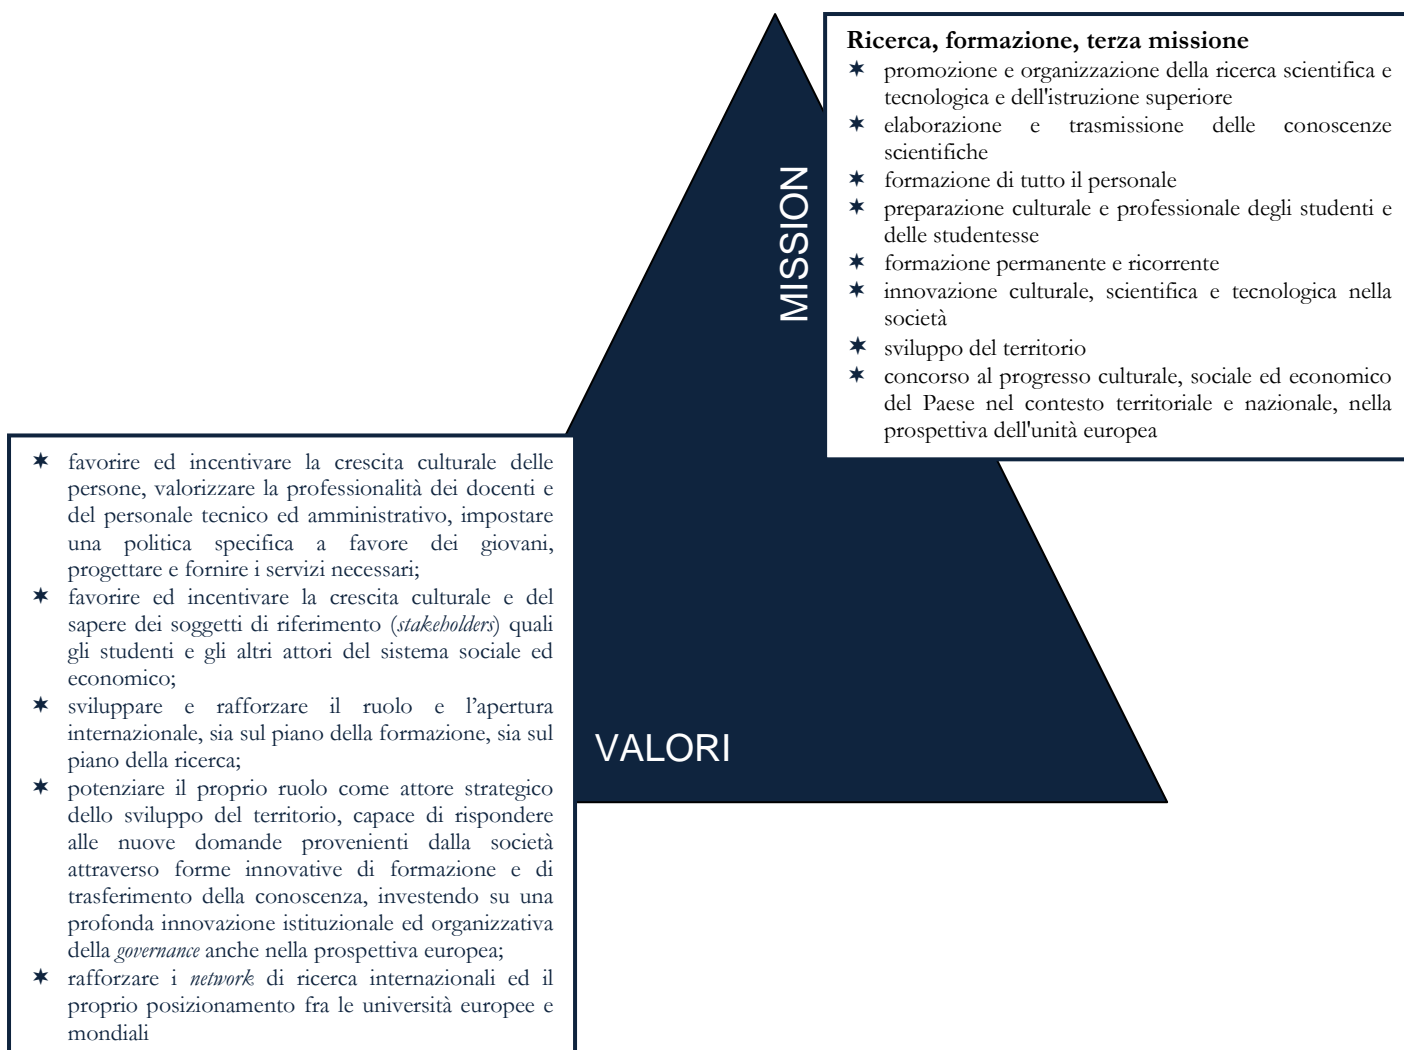 Ricerca, formazione, terza missione
✶ promozione e organizzazione della ricerca scientifica e
tecnologica e dell'istruzione superiore
✶ elaborazione e trasmissione delle conoscenze
scientifiche
✶ formazione di tutto il personale
✶ preparazione culturale e professionale degli studenti e
delle studentesse
✶ formazione permanente e ricorrente
✶ innovazione culturale, scientifica e tecnologica nella
società
✶ sviluppo del territorio
✶ concorso al progresso culturale, sociale ed economico
del Paese nel contesto territoriale e nazionale, nella
prospettiva dell'unità europea
MISSION
✶ favorire ed incentivare la crescita culturale delle
persone, valorizzare la professionalità dei docenti e
del personale tecnico ed amministrativo, impostare
una politica specifica a favore dei giovani,
progettare e fornire i servizi necessari;
✶ favorire ed incentivare la crescita culturale e del
sapere dei soggetti di riferimento (stakeholders) quali
gli studenti e gli altri attori del sistema sociale ed
economico;
✶ sviluppare e rafforzare il ruolo e l’apertura
internazionale, sia sul piano della formazione, sia sul
piano della ricerca;
✶ potenziare il proprio ruolo come attore strategico
dello sviluppo del territorio, capace di rispondere
alle nuove domande provenienti dalla società
attraverso forme innovative di formazione e di
trasferimento della conoscenza, investendo su una
profonda innovazione istituzionale ed organizzativa
della governance anche nella prospettiva europea;
✶ rafforzare i network di ricerca internazionali ed il
proprio posizionamento fra le università europee e
mondiali
VALORI